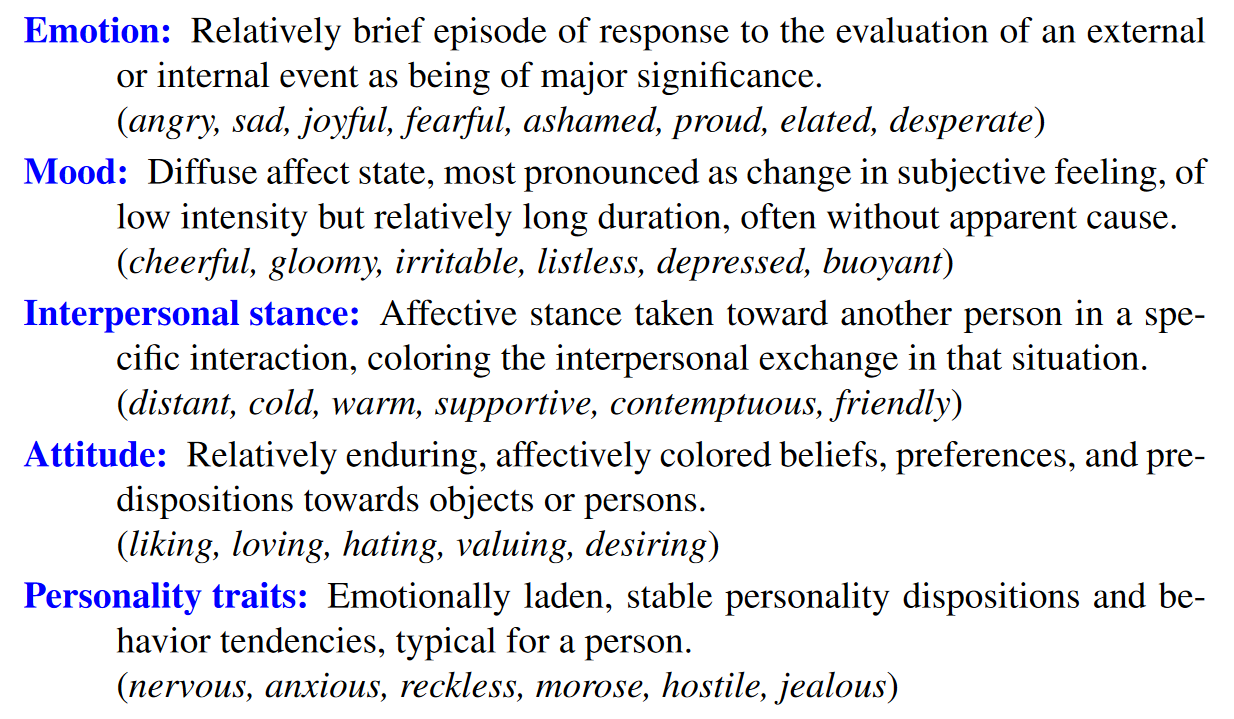 Emotion: Relatively brief episode of response to the evaluation of an external
or internal event as being of major significance.
(angry, sad, joyful, fearful, ashamed, proud, elated, desperate)
Mood: Diffuse affect state, most pronounced as change in subjective feeling, of
low intensity but relatively long duration, often without apparent cause.
(cheerful, gloomy, irritable, listless, depressed, buoyant)
Interpersonal stance: Affective stance taken toward another person in a spe-
cific interaction, coloring the interpersonal exchange in that situation.
(distant, cold, warm, supportive, contemptuous, friendly)
Attitude: Relatively enduring, affectively colored beliefs, preferences, and pre-
dispositions towards objects or persons.
(liking, loving, hating, valuing, desiring)
Personality traits: Emotionally laden, stable personality dispositions and be-
havior tendencies, typical for a person.
(nervous, anxious, reckless, morose, hostile, jealous)